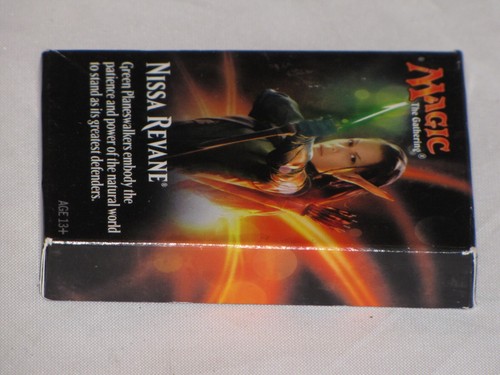 MAGIC®
The Gathering®
NISSA REVANE®
Green Planeswalkers embody the
patience and power of the natural world
to stand as its greatest defenders.
AGE 13+